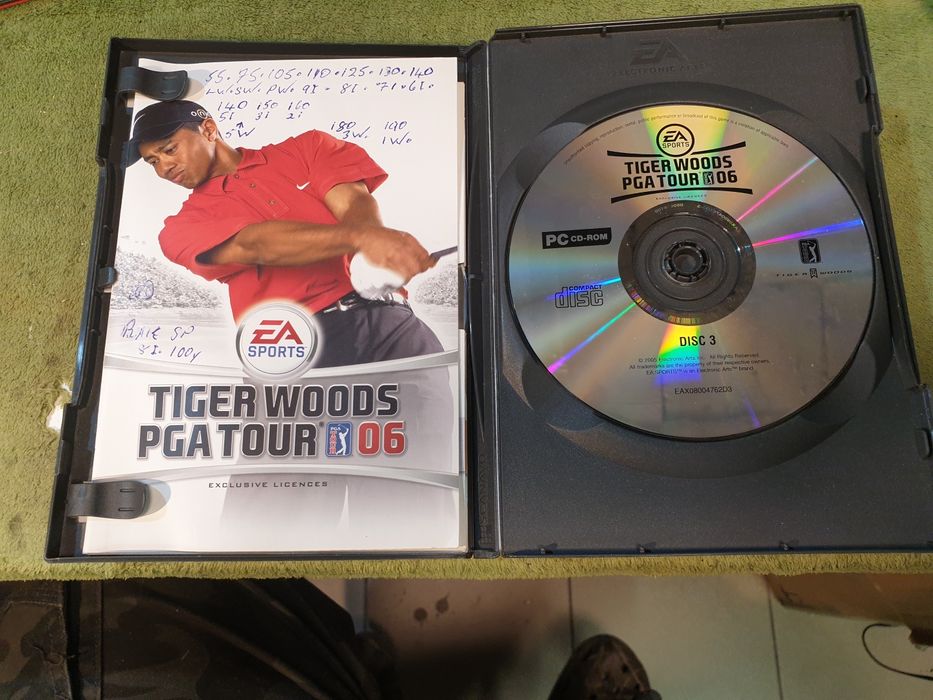 55. 75. 105. 110. 125. 130. 140
LW. SW. PW. 9I. 8I. 7I. 6I.
140 150 160
5I 3I 2I
5W
180 190
3W. 1W.
100y
EA
SPORTS
TIGER WOODS
PGA TOUR 06
EXCLUSIVE LICENCES
EA
ELECTRONIC ARTS
EA
SPORTS
TIGER WOODS
PGA TOUR 06
EXCLUSIVE LICENCES
PC CD-ROM
TIGER WOODS
COMPACT
disc
DISC 3
© 2005 Electronic Arts Inc. All Rights Reserved.
All trademarks are the property of their respective owners.
EA SPORTS™ is an Electronic Arts™ brand.
EAX08004762D3